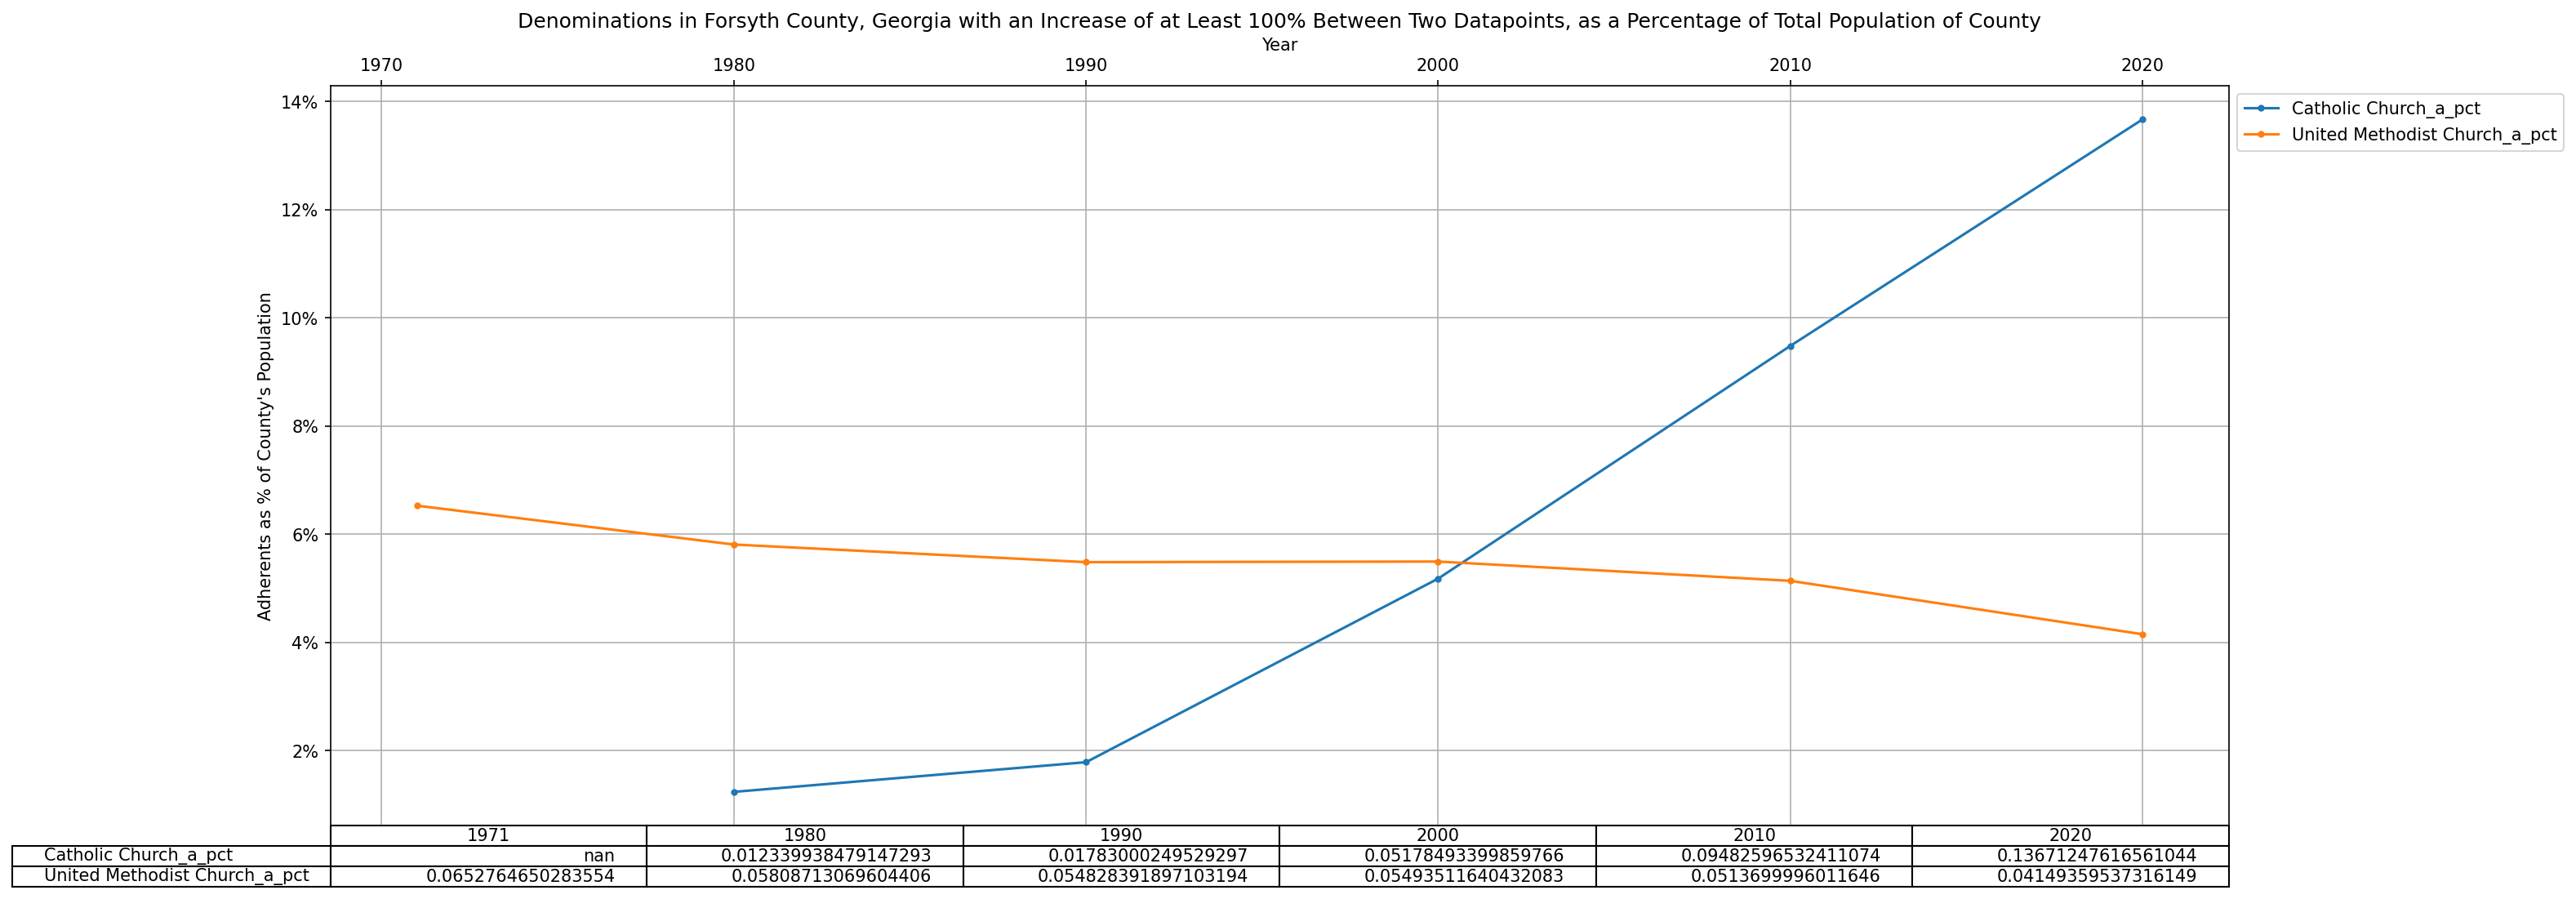 Denominations in Forsyth County, Georgia with an Increase of at Least 100% Between Two Datapoints, as a Percentage of Total Population of County
Year
1970 1980 1990 2000 2010 2020
14%
12%
10%
8%
6%
4%
2%
Adherents as % of County's Population
Catholic Church_a_pct
United Methodist Church_a_pct
1971 1980 1990 2000 2010 2020
Catholic Church_a_pct nan 0.012339938479147293 0.01783000249529297 0.05178493399859766 0.09482596532411074 0.13671247616561044
United Methodist Church_a_pct 0.0652764650283554 0.05808713069604406 0.054828391897103194 0.05493511640432083 0.0513699996011646 0.04149359537316149